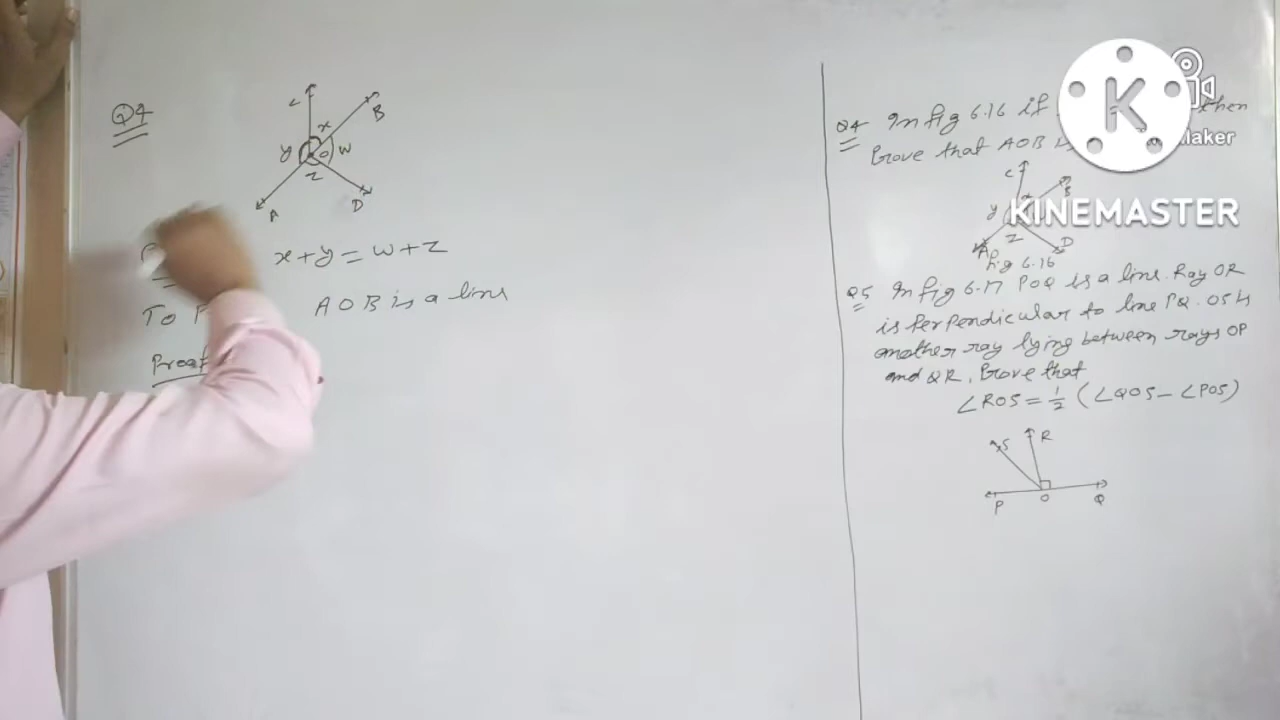 Q4
C
x
B
y
O
W
Z
A
D
x+y = w+z
To P
AOB is a line
Proof
Q4 In fig 6.16 if then
Prove that AOB is
C
x
B
y
Z
A
D
fig 6.16
Q5 In fig 6.17 POQ is a line. Ray OR
is Perpendicular to line PQ. OS is
another ray lying between rays OP
and OR. Prove that
∠ROS = 1/2 (∠QOS - ∠POS)
S
R
P
O
Q
K
KINEMASTER